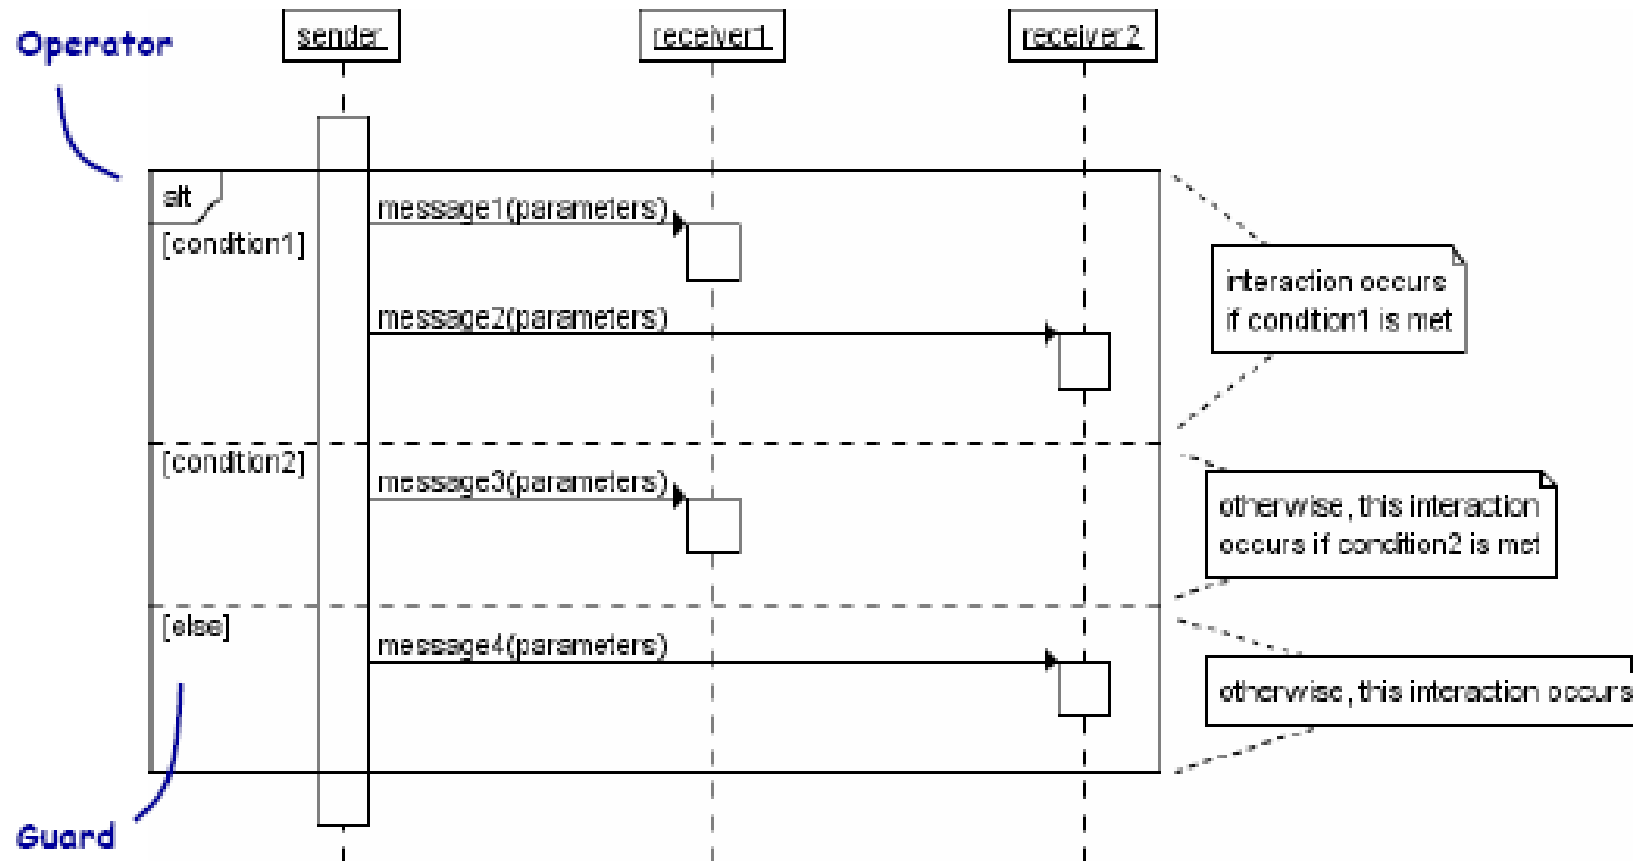 Operator
sender
receiver1
receiver2
alt
message1(parameters)
[condition1]
interaction occurs
if condition1 is met
message2(parameters)
[condition2]
message3(parameters)
otherwise, this interaction
occurs if condition2 is met
[else]
message4(parameters)
otherwise, this interaction occurs
Guard